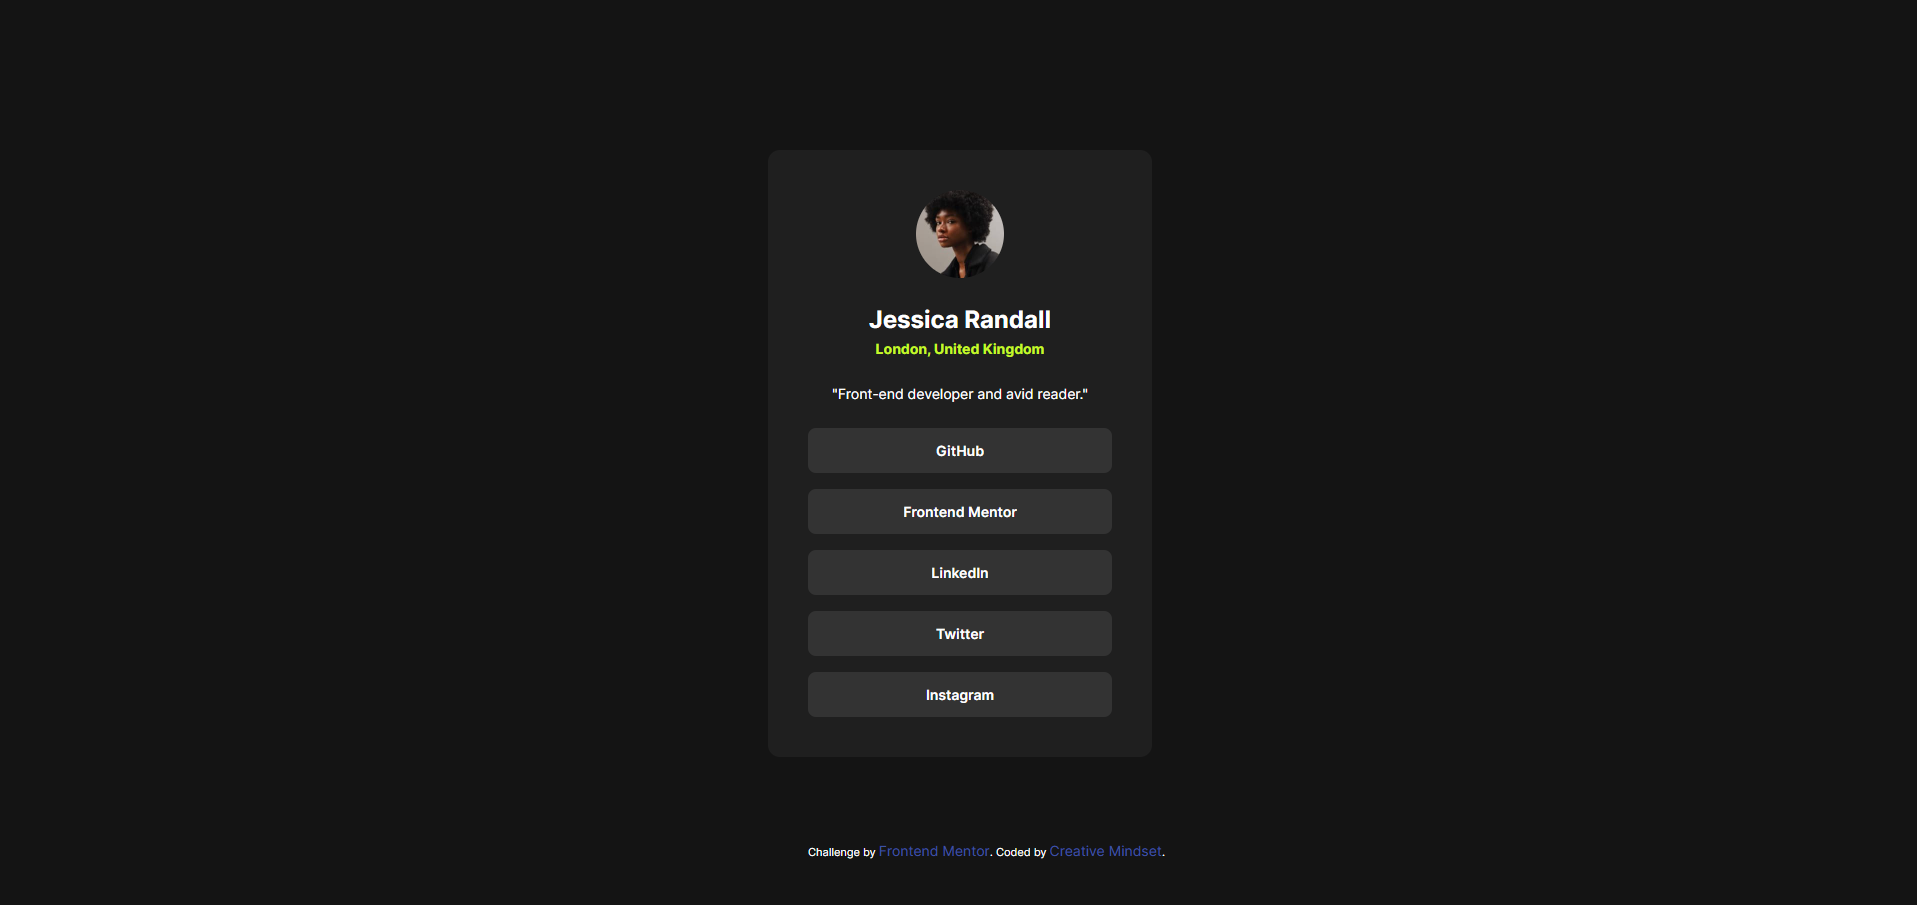 Jessica Randall
London, United Kingdom
"Front-end developer and avid reader."
GitHub
Frontend Mentor
LinkedIn
Twitter
Instagram
Challenge by Frontend Mentor. Coded by Creative Mindset.